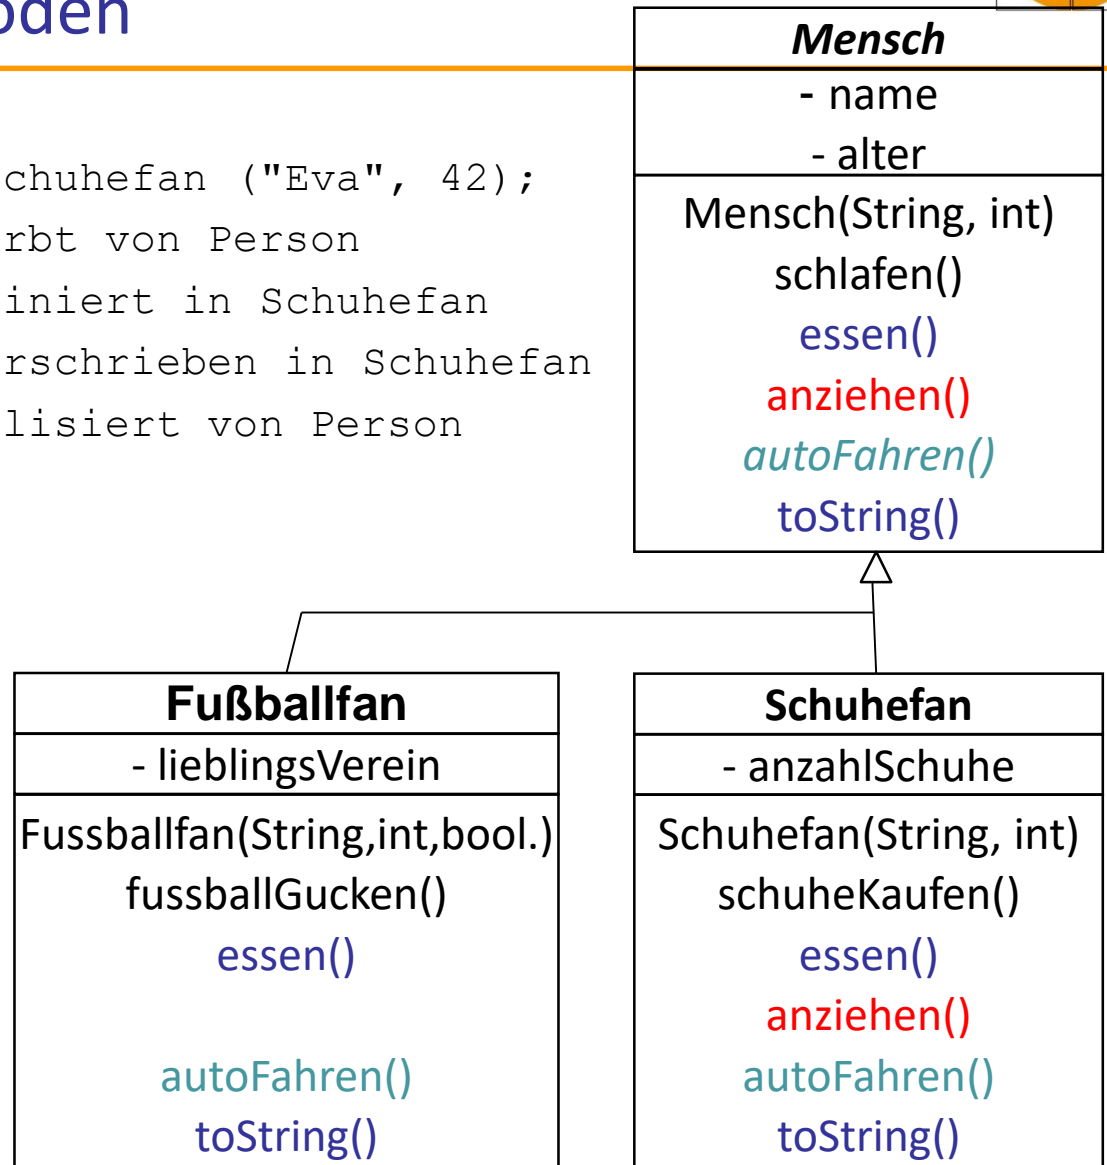 oden
chuhefan ("Eva", 42);
rbt von Person
iniert in Schuhefan
rschrieben in Schuhefan
lisiert von Person
Mensch
- name
- alter
Mensch(String, int)
schlafen()
essen()
anziehen()
autoFahren()
toString()
Fußballfan
- lieblingsVerein
Fussballfan(String,int,bool.)
fussballGucken()
essen()
autoFahren()
toString()
Schuhefan
- anzahlSchuhe
Schuhefan(String, int)
schuheKaufen()
essen()
anziehen()
autoFahren()
toString()